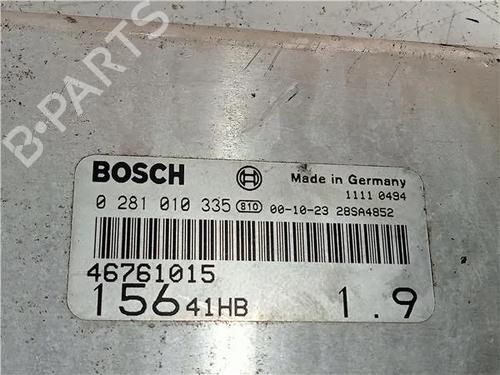 B-PARTS
BOSCH Made in Germany
1111 0494
0 281 010 335 810 00-10-23 28SA4852
46761015
156 41HB 1.9